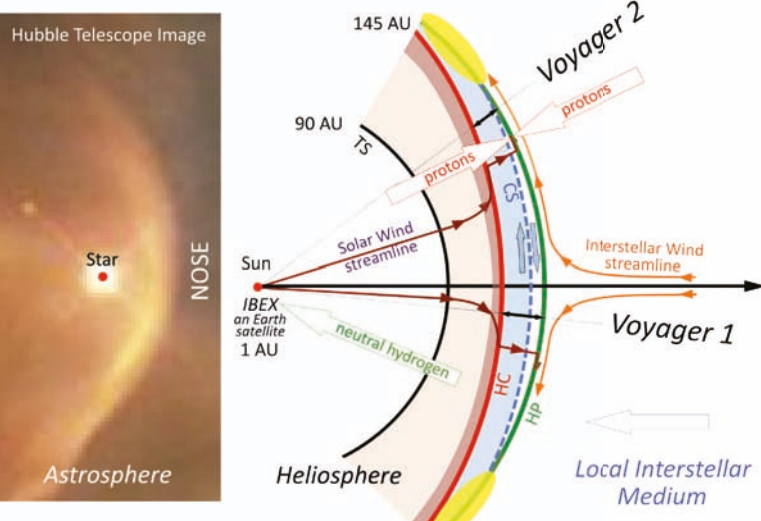 Hubble Telescope Image
Star
NOSE
Astrosphere
145 AU
90 AU
TS
Voyager 2
protons
protons
CS
Solar Wind
streamline
Interstellar Wind
streamline
Sun
IBEX
an Earth
satellite
1 AU
neutral hydrogen
Voyager 1
HC
HP
Heliosphere
Local Interstellar
Medium